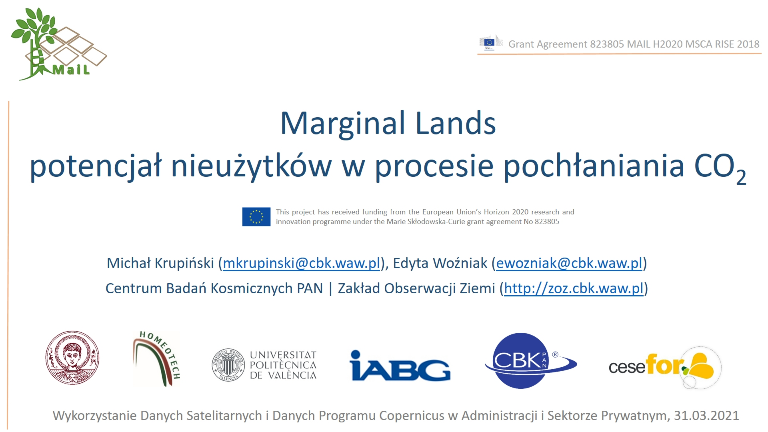 MaiL
Grant Agreement 823805 MAIL H2020 MSCA RISE 2018
Marginal Lands
potencjał nieużytków w procesie pochłaniania CO2
This project has received funding from the European Union's Horizon 2020 research and
innovation programme under the Marie Skłodowska-Curie grant agreement No 823805
Michał Krupiński (mkrupinski@cbk.waw.pl), Edyta Woźniak (ewozniak@cbk.waw.pl)
Centrum Badań Kosmicznych PAN | Zakład Obserwacji Ziemi (http://zoz.cbk.waw.pl)
HOMEOTECH
UNIVERSITAT
POLITÈCNICA
DE VALÈNCIA
iABG
CBK PAN ®
cesefor
Wykorzystanie Danych Satelitarnych i Danych Programu Copernicus w Administracji i Sektorze Prywatnym, 31.03.2021